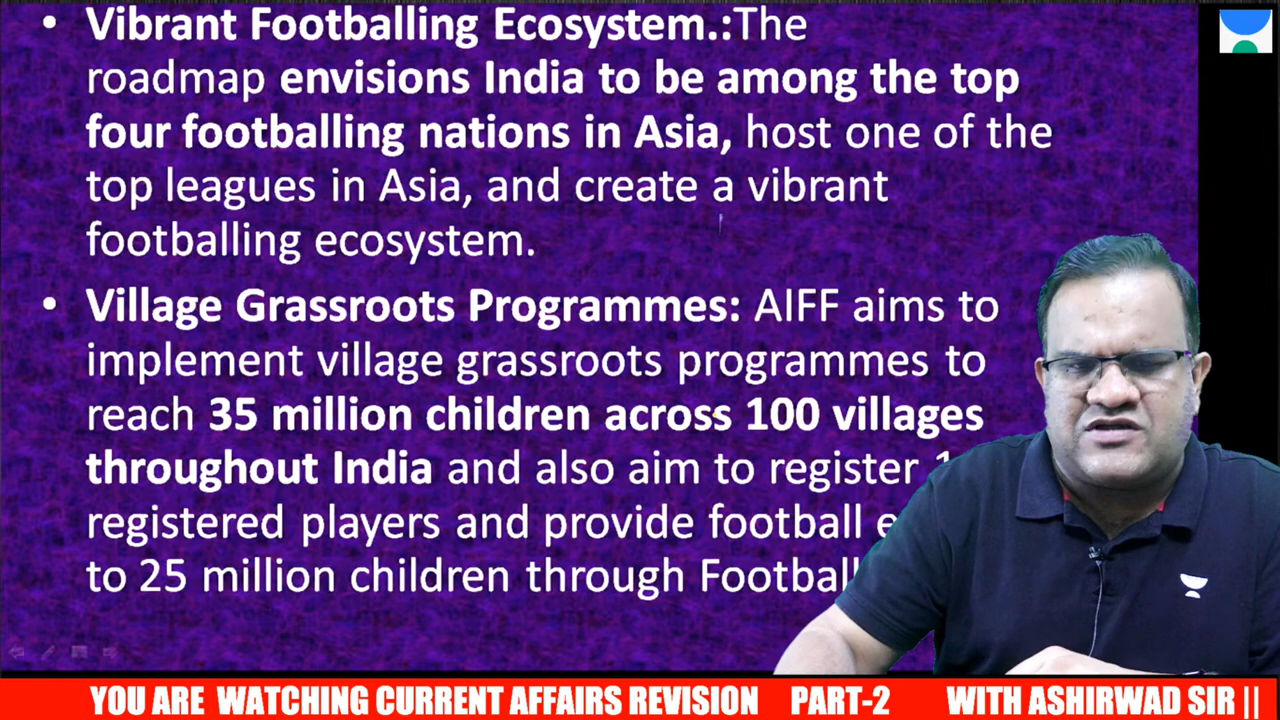 • Vibrant Footballing Ecosystem.:The
roadmap envisions India to be among the top
four footballing nations in Asia, host one of the
top leagues in Asia, and create a vibrant
footballing ecosystem.
• Village Grassroots Programmes: AIFF aims to
implement village grassroots programmes to
reach 35 million children across 100 villages
throughout India and also aim to register
registered players and provide football
to 25 million children through Football
YOU ARE WATCHING CURRENT AFFAIRS REVISION PART-2 WITH ASHIRWAD SIR ||